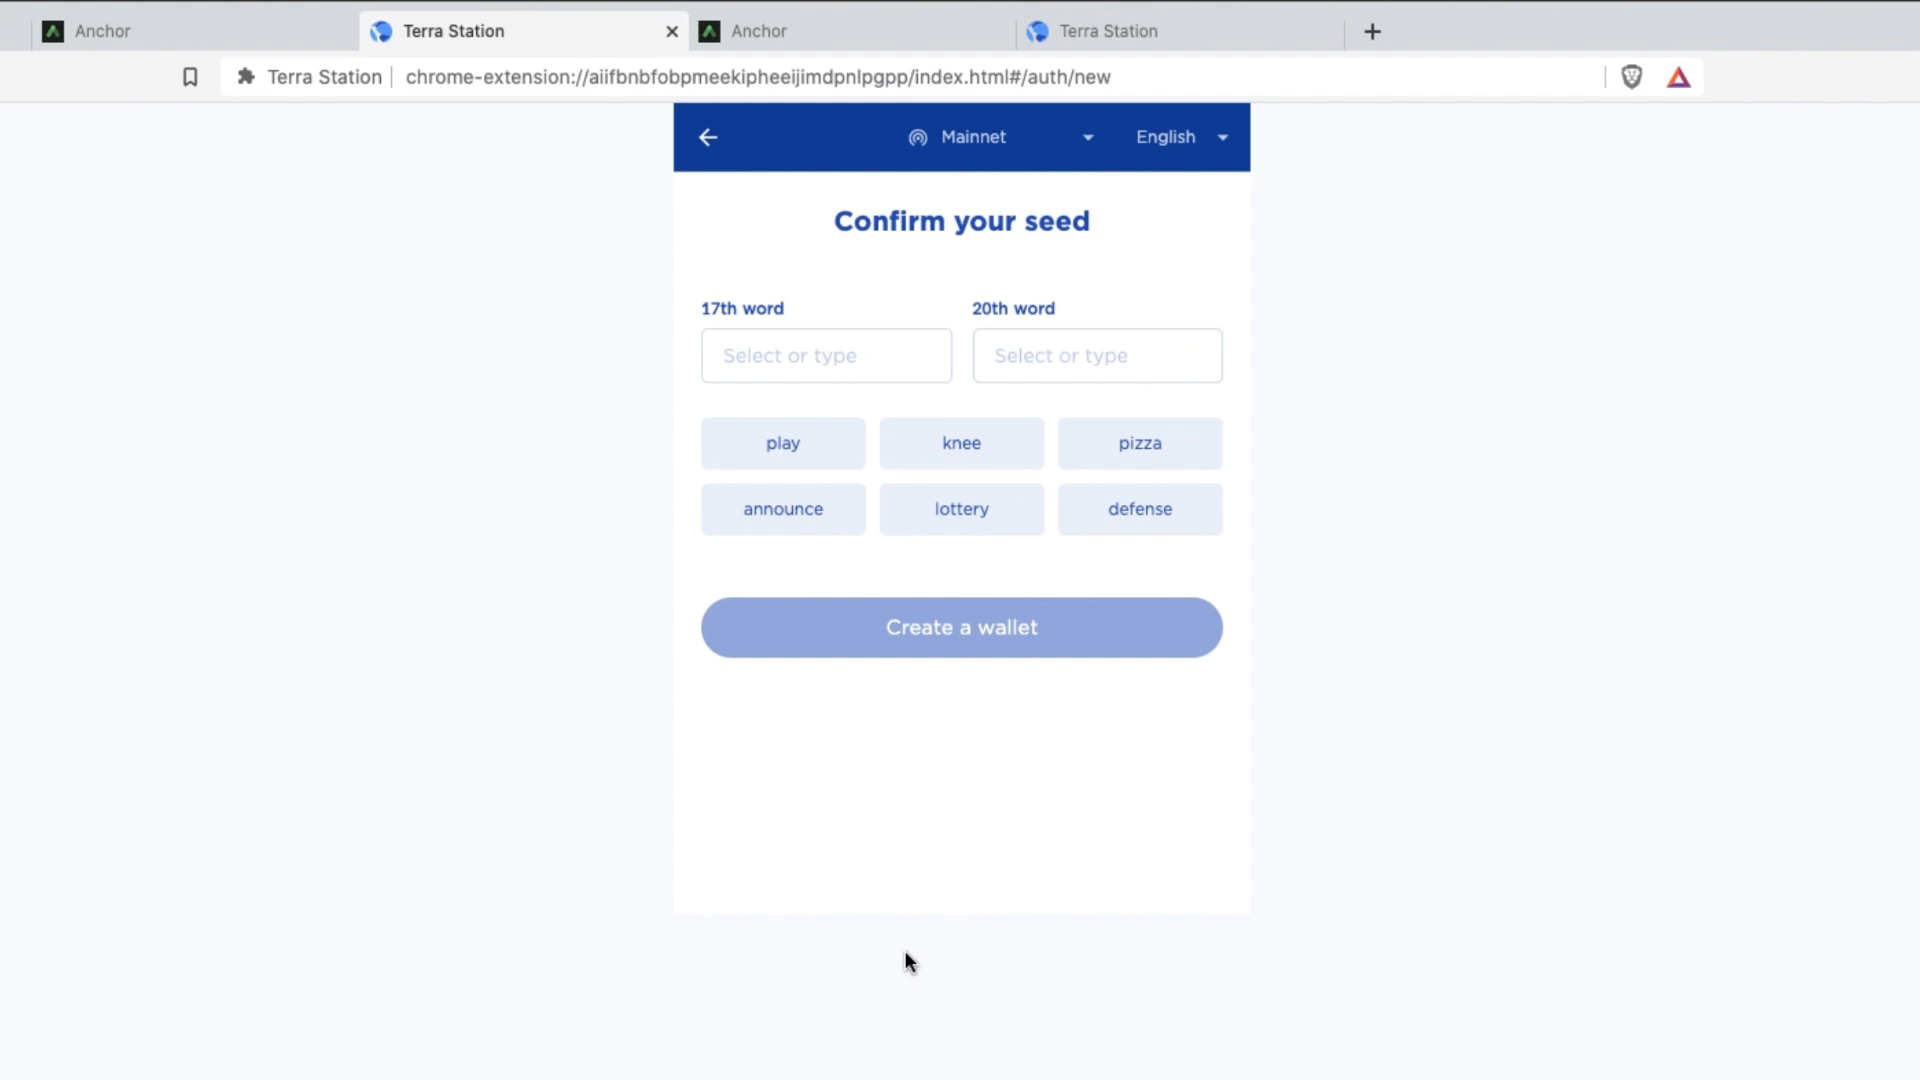 Anchor
Terra Station
Anchor
Terra Station
Terra Station
chrome-extension://aiifbnbfobpmeekipheeijimdpnlpgpp/index.html#/auth/new
Mainnet
English
Confirm your seed
17th word
20th word
Select or type
Select or type
play
knee
pizza
announce
lottery
defense
Create a wallet